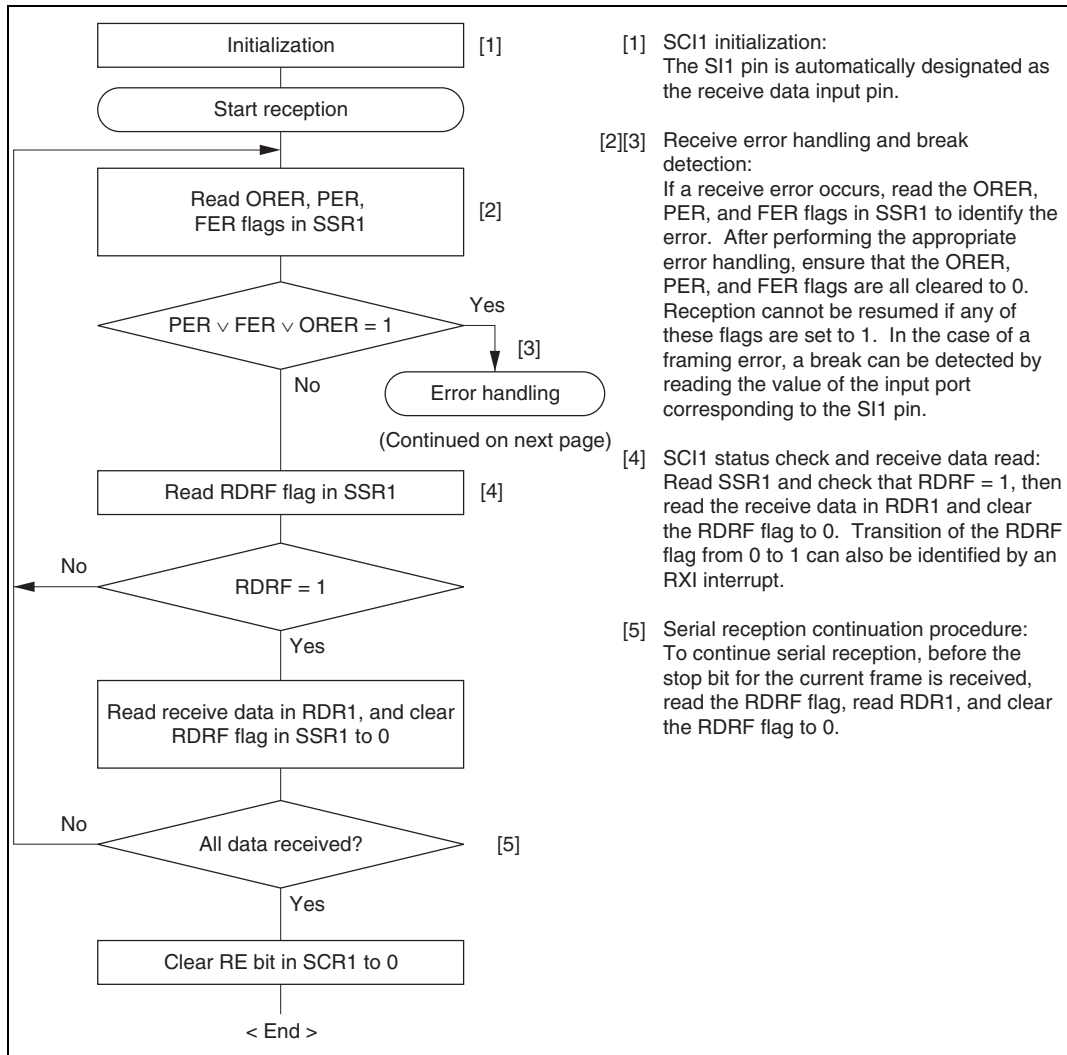 Initialization
[1]
Start reception
Read ORER, PER,
FER flags in SSR1
[2]
PER ∨ FER ∨ ORER = 1
Yes
[3]
No
Error handling
(Continued on next page)
Read RDRF flag in SSR1
[4]
No
RDRF = 1
Yes
Read receive data in RDR1, and clear
RDRF flag in SSR1 to 0
No
All data received?
[5]
Yes
Clear RE bit in SCR1 to 0
< End >
[1] SCI1 initialization:
The SI1 pin is automatically designated as
the receive data input pin.
[2][3] Receive error handling and break
detection:
If a receive error occurs, read the ORER,
PER, and FER flags in SSR1 to identify the
error. After performing the appropriate
error handling, ensure that the ORER,
PER, and FER flags are all cleared to 0.
Reception cannot be resumed if any of
these flags are set to 1. In the case of a
framing error, a break can be detected by
reading the value of the input port
corresponding to the SI1 pin.
[4] SCI1 status check and receive data read:
Read SSR1 and check that RDRF = 1, then
read the receive data in RDR1 and clear
the RDRF flag to 0. Transition of the RDRF
flag from 0 to 1 can also be identified by an
RXI interrupt.
[5] Serial reception continuation procedure:
To continue serial reception, before the
stop bit for the current frame is received,
read the RDRF flag, read RDR1, and clear
the RDRF flag to 0.